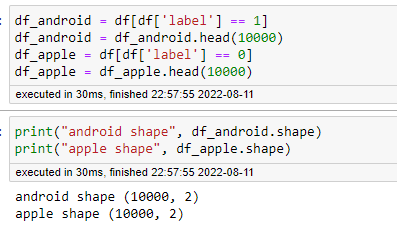 df_android = df[df['label'] == 1]
df_android = df_android.head(10000)
df_apple = df[df['label'] == 0]
df_apple = df_apple.head(10000)
executed in 30ms, finished 22:57:55 2022-08-11
print("android shape", df_android.shape)
print("apple shape", df_apple.shape)
executed in 30ms, finished 22:57:55 2022-08-11
android shape (10000, 2)
apple shape (10000, 2)